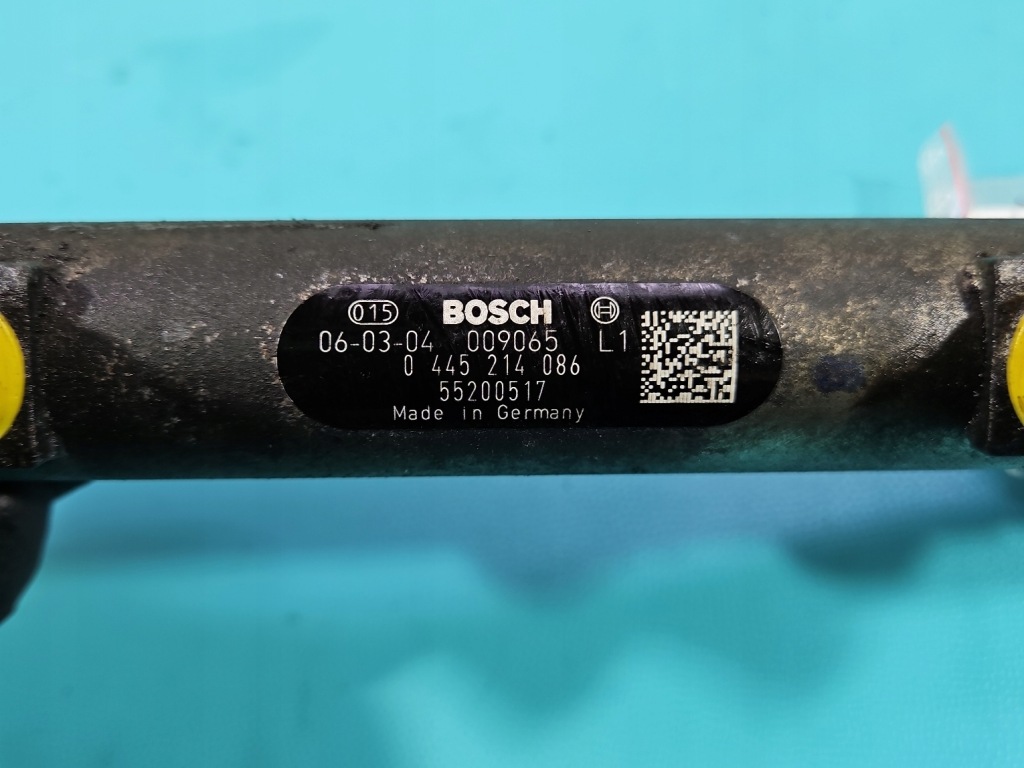 015 BOSCH
06-03-04 009065 L1
0 445 214 086
55200517
Made in Germany